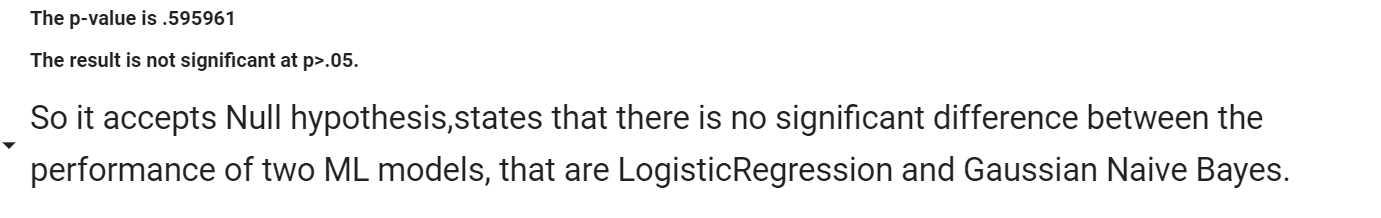 The p-value is .595961
The result is not significant at p>.05.
So it accepts Null hypothesis,states that there is no significant difference between the
performance of two ML models, that are LogisticRegression and Gaussian Naive Bayes.